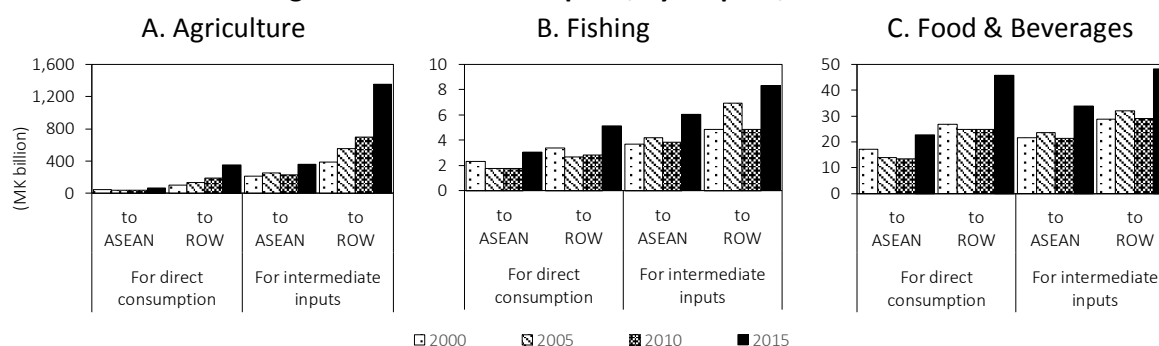 A. Agriculture
1,600
1,200
800
400
0
(MK billion)
to ASEAN
to ROW
to ASEAN
to ROW
For direct consumption
For intermediate inputs
B. Fishing
10
8
6
4
2
0
to ASEAN
to ROW
to ASEAN
to ROW
For direct consumption
For intermediate inputs
C. Food & Beverages
50
40
30
20
10
0
to ASEAN
to ROW
to ASEAN
to ROW
For direct consumption
For intermediate inputs
2000
2005
2010
2015